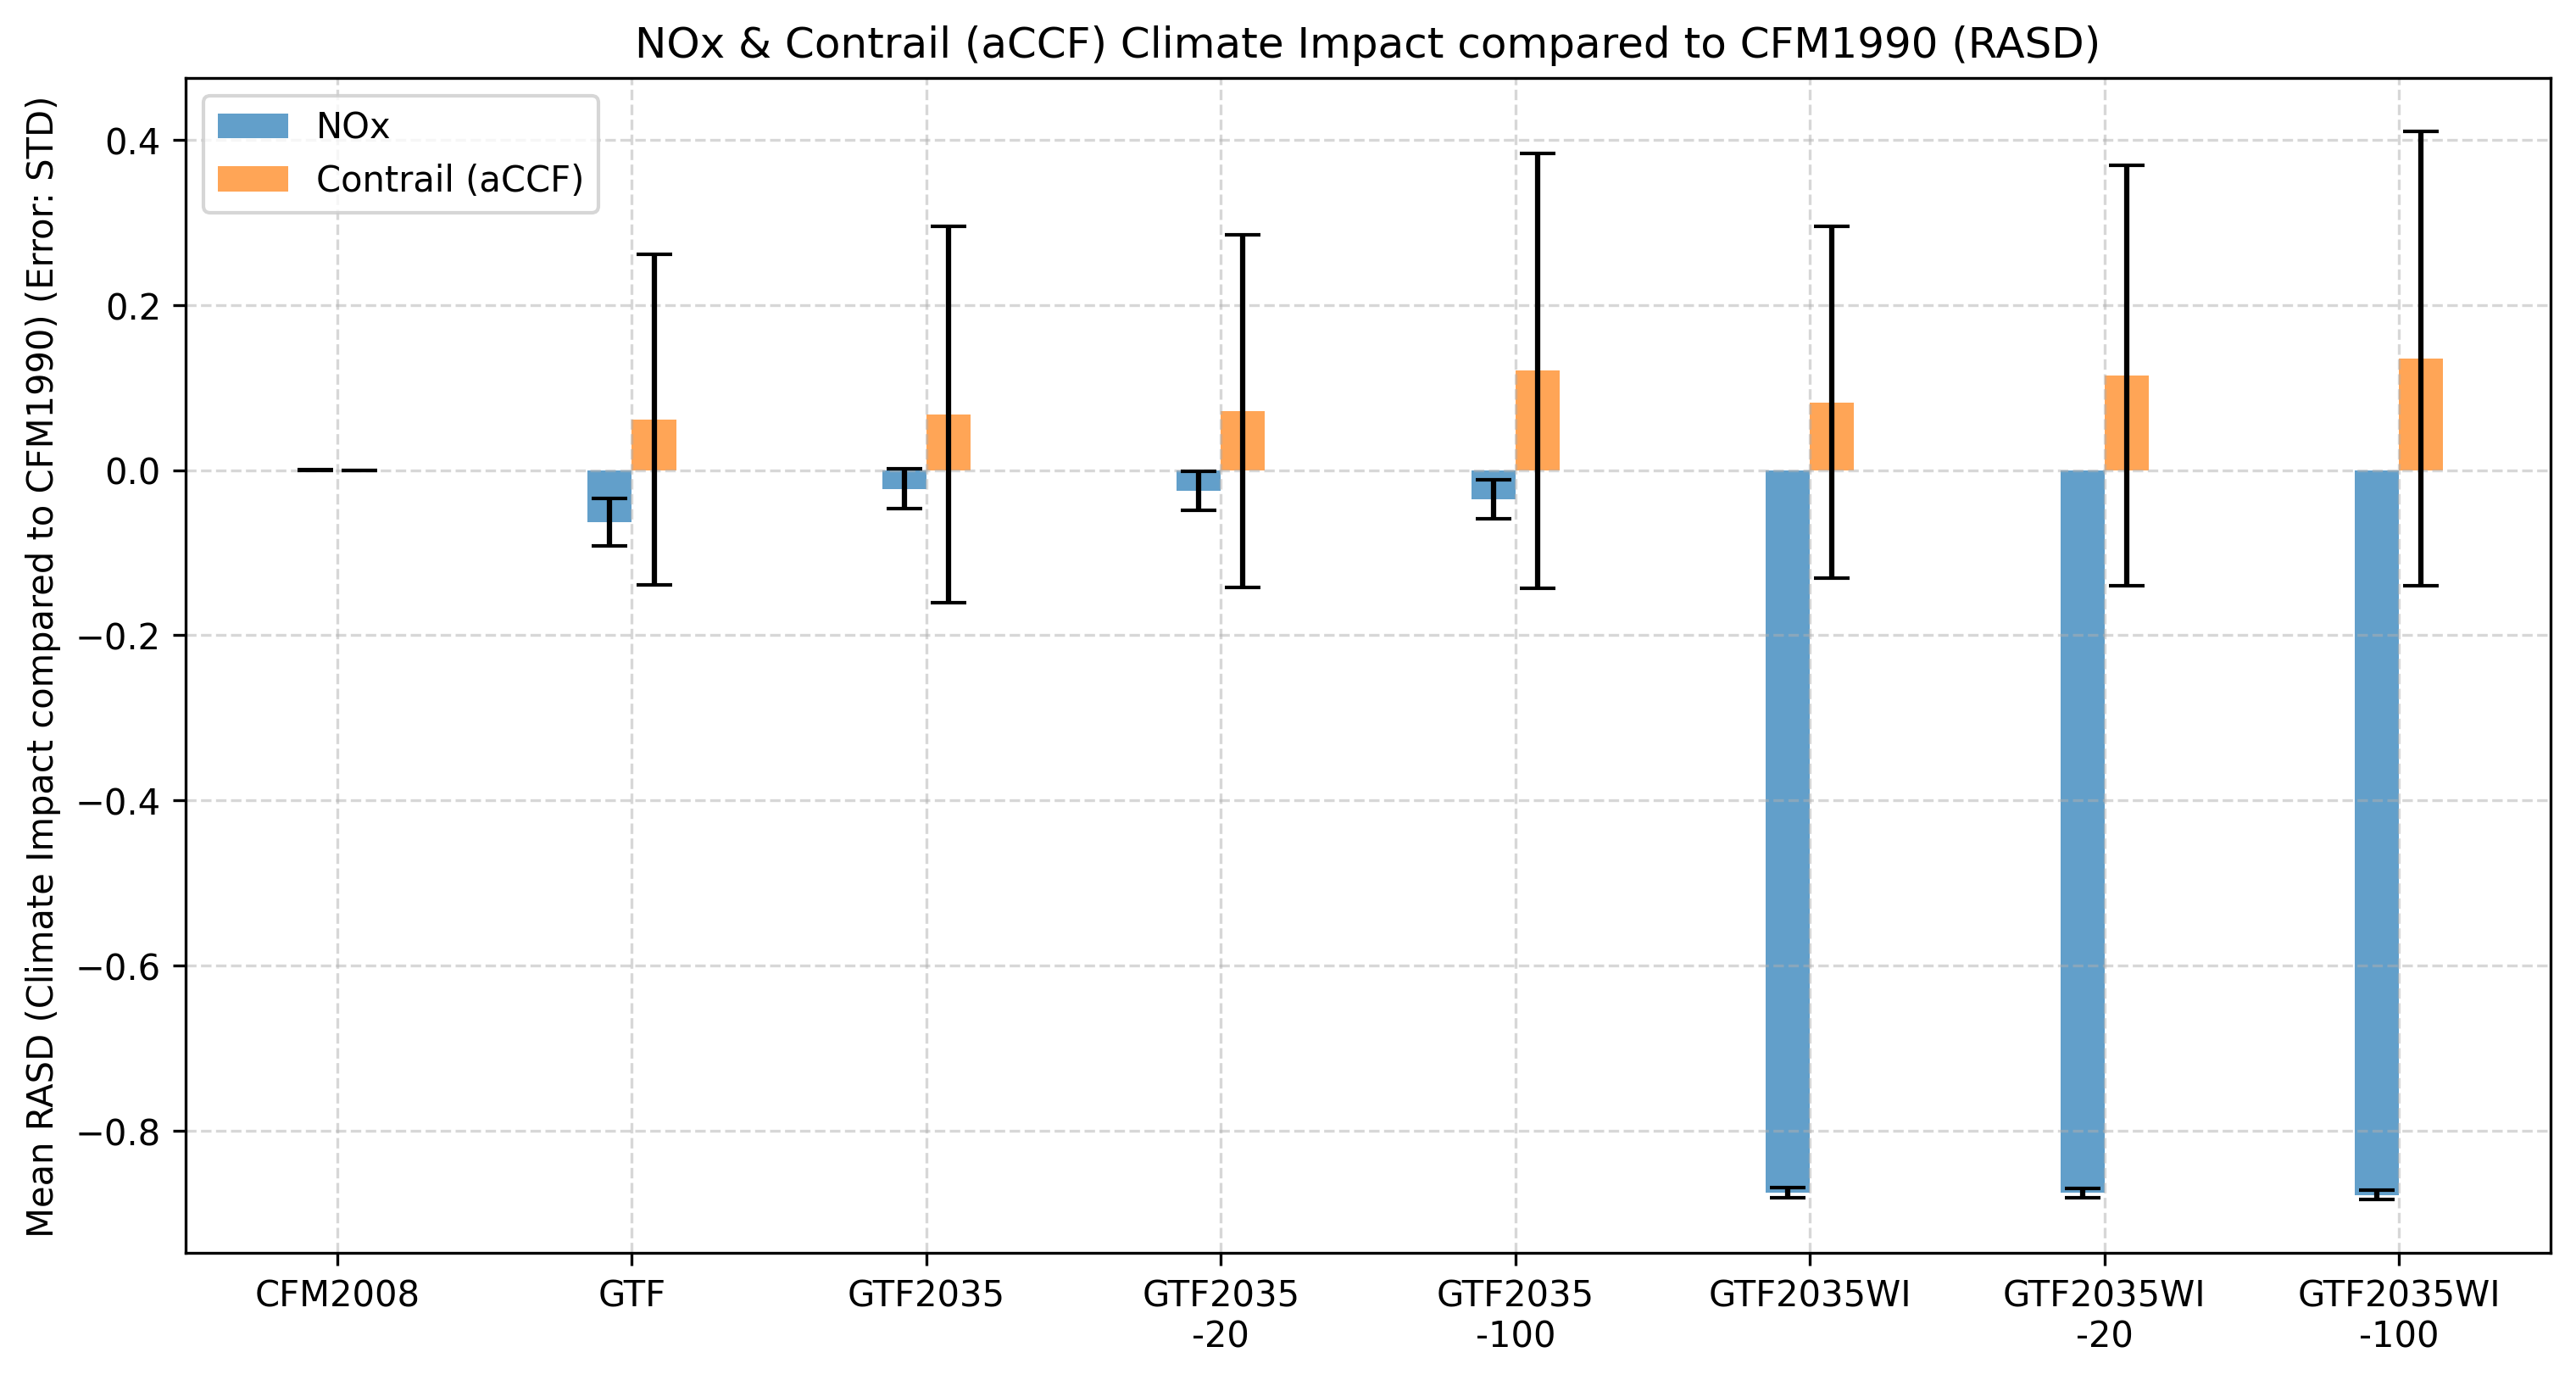 NOx & Contrail (aCCF) Climate Impact compared to CFM1990 (RASD)
NOx
Contrail (aCCF)
Mean RASD (Climate Impact compared to CFM1990) (Error: STD)
0.4
0.2
0.0
−0.2
−0.4
−0.6
−0.8
CFM2008
GTF
GTF2035
GTF2035
-20
GTF2035
-100
GTF2035WI
GTF2035WI
-20
GTF2035WI
-100